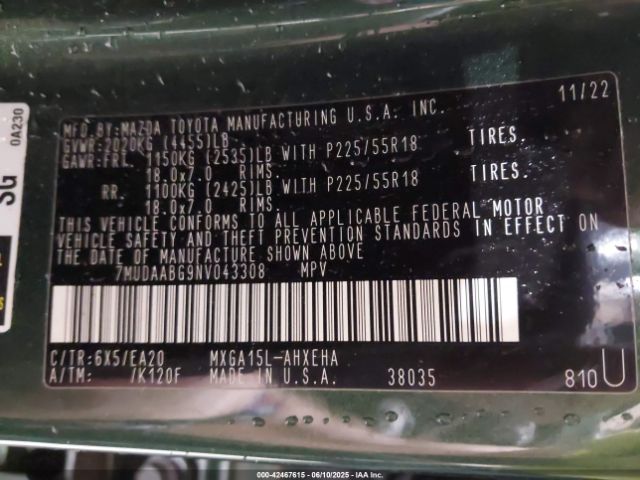 MFD.BY:MAZDA TOYOTA MANUFACTURING U.S.A. INC. 11/22
GVWR:2020KG (4455)LB
GAWR:FRT 1150KG (2535)LB WITH P225/55R18 TIRES.
18.0x7.0 RIMS.
RR 1100KG (2425)LB WITH P225/55R18 TIRES.
18.0x7.0 RIMS.
THIS VEHICLE CONFORMS TO ALL APPLICABLE FEDERAL MOTOR
VEHICLE SAFETY AND THEFT PREVENTION STANDARDS IN EFFECT ON
THE DATE OF MANUFACTURE SHOWN ABOVE
7MUDAABG9NV043308 MPV
C/TR:6X5/EA20 MXGA15L-AHXEHA
A/TM: /K120F MADE IN U.S.A. 38035 810 U
SG
0A230
000-42467615 - 06/10/2025 - IAA Inc.